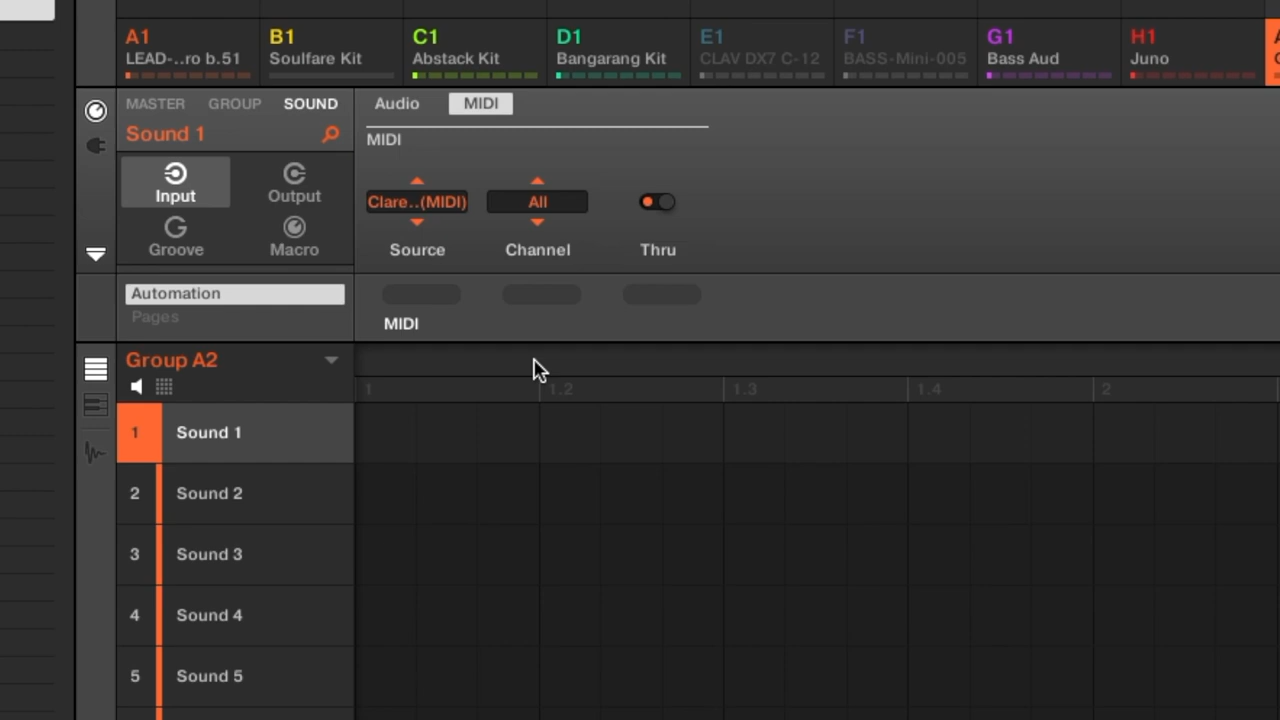 A1 B1 C1 D1 E1 F1 G1 H1
LEAD-..ro b.51 Soulfare Kit Abstack Kit Bangarang Kit CLAV DX7 C-12 BASS-Mini-005 Bass Aud Juno
MASTER GROUP SOUND Audio MIDI
Sound 1 MIDI
Input Output Clare..(MIDI) All
Groove Macro Source Channel Thru
Automation
Pages MIDI
Group A2
1 1.2 1.3 1.4 2
1 Sound 1
2 Sound 2
3 Sound 3
4 Sound 4
5 Sound 5